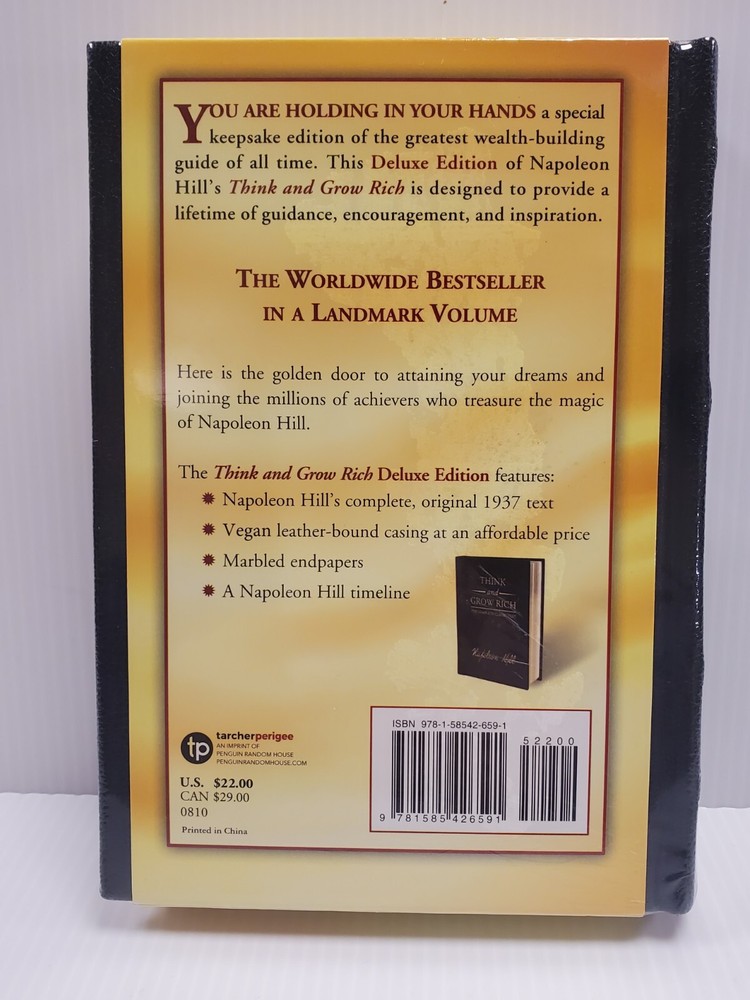 YOU ARE HOLDING IN YOUR HANDS a special
keepsake edition of the greatest wealth-building
guide of all time. This Deluxe Edition of Napoleon
Hill's Think and Grow Rich is designed to provide a
lifetime of guidance, encouragement, and inspiration.
THE WORLDWIDE BESTSELLER
IN A LANDMARK VOLUME
Here is the golden door to attaining your dreams and
joining the millions of achievers who treasure the magic
of Napoleon Hill.
The Think and Grow Rich Deluxe Edition features:
Napoleon Hill's complete, original 1937 text
Vegan leather-bound casing at an affordable price
Marbled endpapers
A Napoleon Hill timeline
THINK
and
GROW RICH
Napoleon Hill
tp
tarcherperigee
AN IMPRINT OF
PENGUIN RANDOM HOUSE
PENGUINRANDOMHOUSE.COM
U.S. $22.00
CAN $29.00
0810
Printed in China
ISBN 978-1-58542-659-1
52200
9 781585 426591